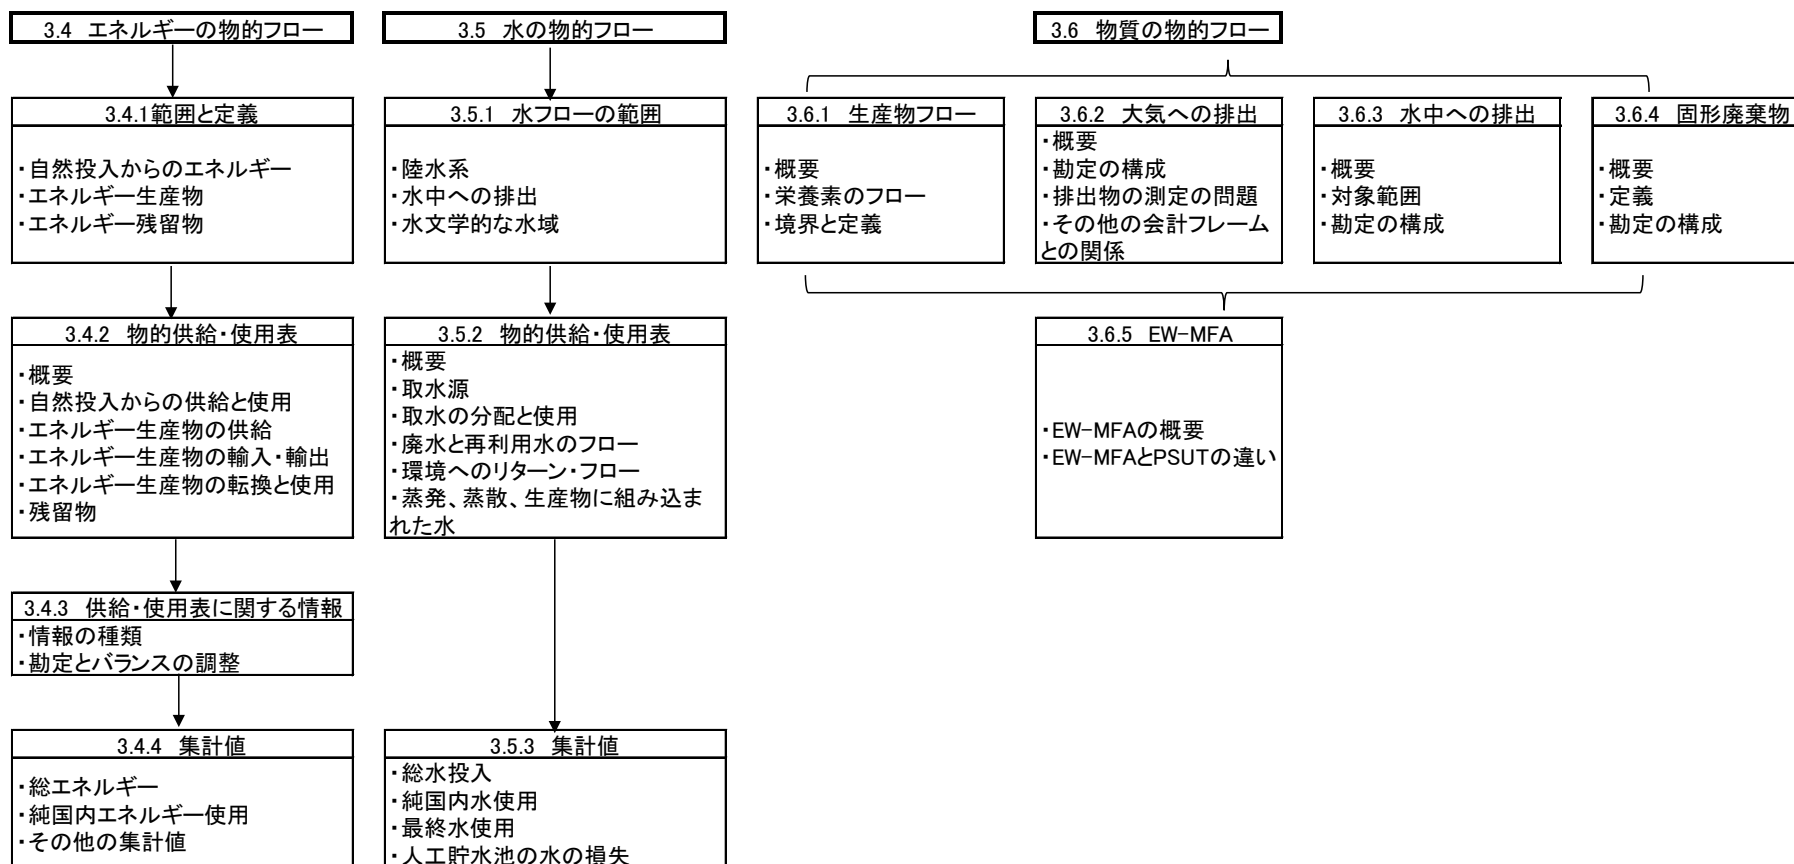 3.4 エネルギーの物的フロー
3.4.1範囲と定義
・自然投入からのエネルギー
・エネルギー生産物
・エネルギー残留物
3.4.2 物的供給・使用表
・概要
・自然投入からの供給と使用
・エネルギー生産物の供給
・エネルギー生産物の輸入・輸出
・エネルギー生産物の転換と使用
・残留物
3.4.3 供給・使用表に関する情報
・情報の種類
・勘定とバランスの調整
3.4.4 集計値
・総エネルギー
・純国内エネルギー使用
・その他の集計値
3.5 水の物的フロー
3.5.1 水フローの範囲
・陸水系
・水中への排出
・水文学的な水域
3.5.2 物的供給・使用表
・概要
・取水源
・取水の分配と使用
・廃水と再利用水のフロー
・環境へのリターン・フロー
・蒸発、蒸散、生産物に組み込ま
れた水
3.5.3 集計値
・総水投入
・純国内水使用
・最終水使用
・人工貯水池の水の損失
3.6 物質の物的フロー
3.6.1 生産物フロー
・概要
・栄養素のフロー
・境界と定義
3.6.2 大気への排出
・概要
・勘定の構成
・排出物の測定の問題
・その他の会計フレーム
との関係
3.6.3 水中への排出
・概要
・対象範囲
・勘定の構成
3.6.4 固形廃棄物
・概要
・定義
・勘定の構成
3.6.5 EW-MFA
・EW-MFAの概要
・EW-MFAとPSUTの違い